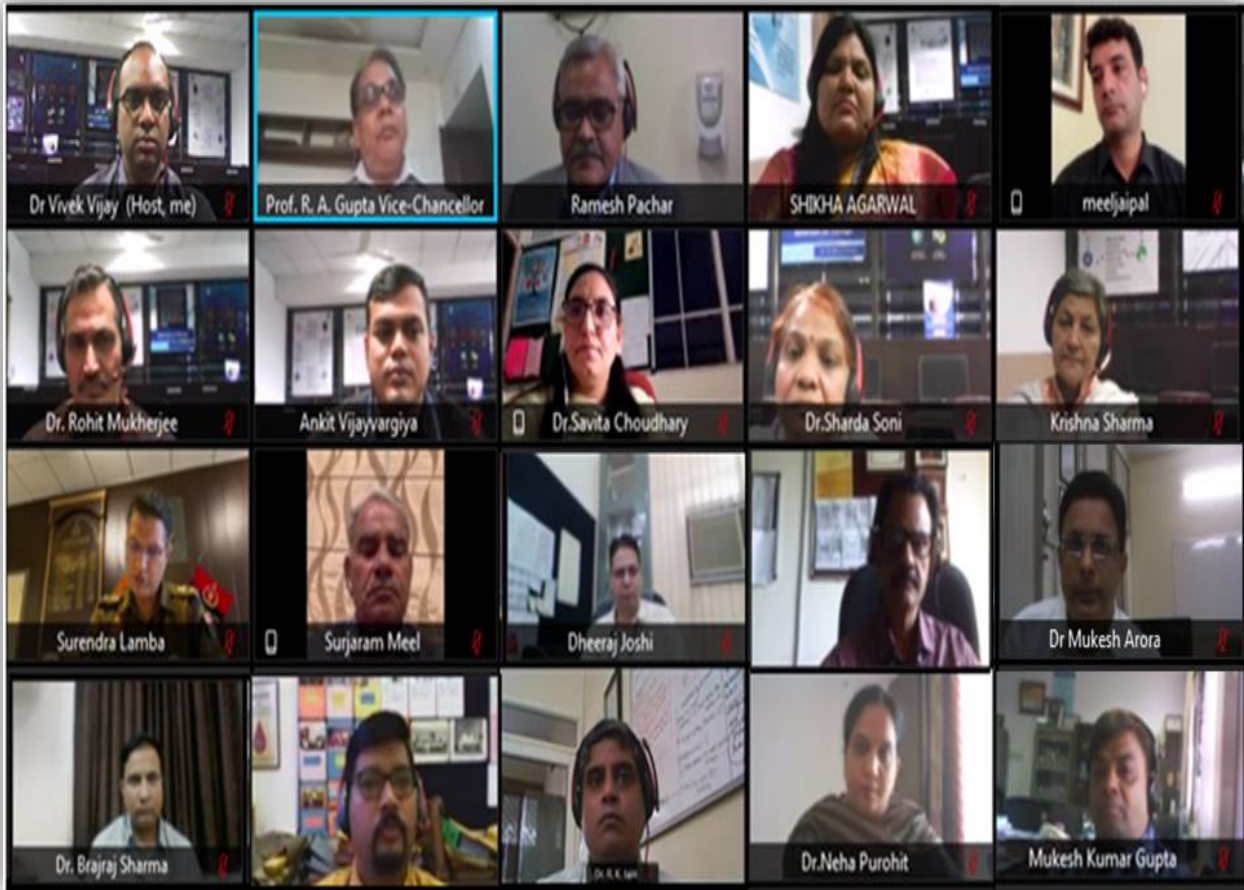 Dr Vivek Vijay (Host, me)
Prof. R. A. Gupta Vice-Chancellor
Ramesh Pachar
SHIKHA AGARWAL
meeljaipal
Dr. Rohit Mukherjee
Ankit Vijayvargiya
Dr.Savita Choudhary
Dr.Sharda Soni
Krishna Sharma
Surendra Lamba
Surjaram Meel
Dheeraj Joshi
Dr Mukesh Arora
Dr. Brajraj Sharma
Dr. R. K. Jain
Dr.Neha Purohit
Mukesh Kumar Gupta